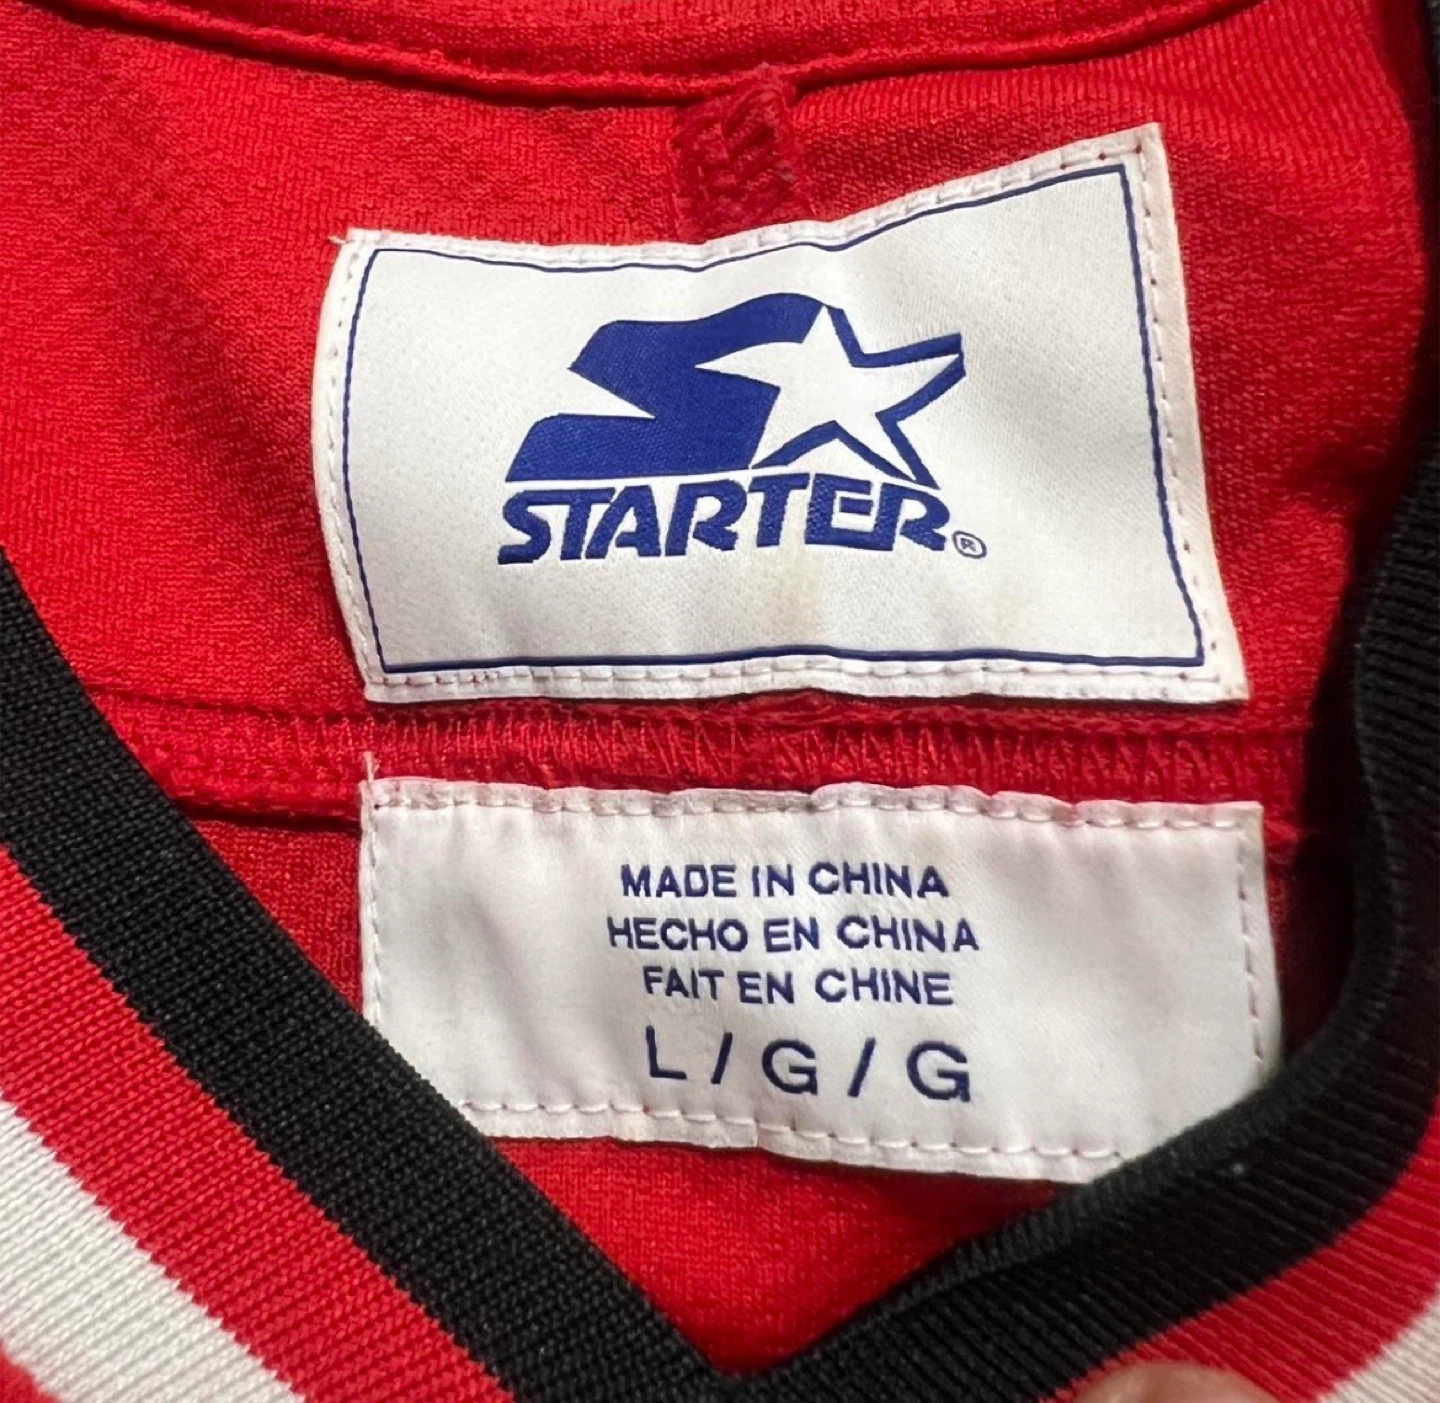 STARTER®
MADE IN CHINA
HECHO EN CHINA
FAIT EN CHINE
L / G / G